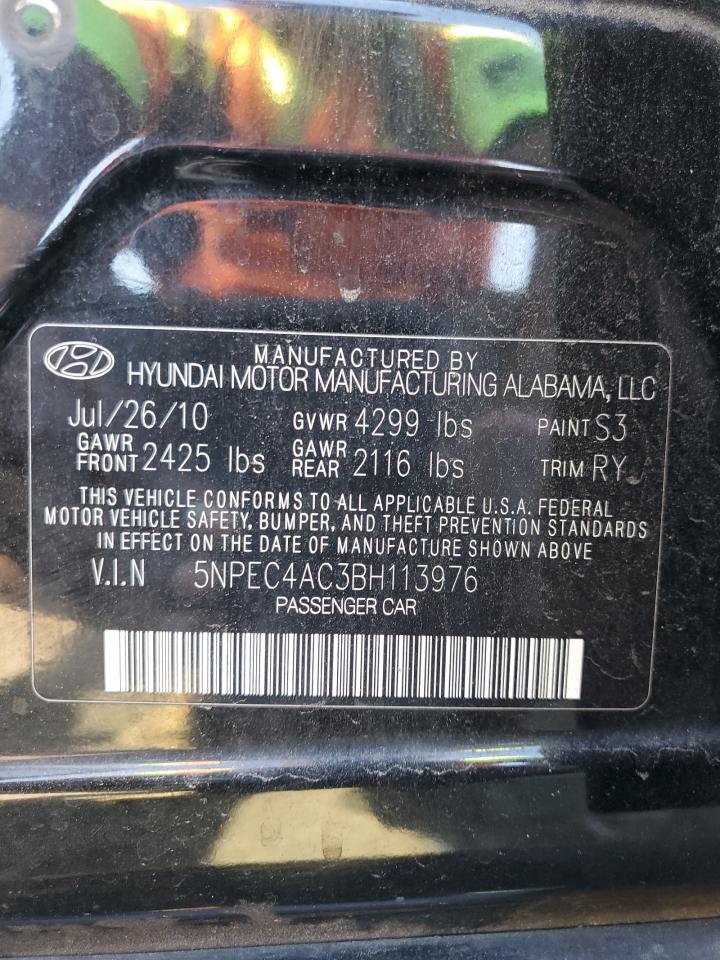 MANUFACTURED BY
HYUNDAI MOTOR MANUFACTURING ALABAMA, LLC
Jul/26/10 GVWR 4299 lbs PAINT S3
GAWR FRONT 2425 lbs GAWR REAR 2116 lbs TRIM RYJ
THIS VEHICLE CONFORMS TO ALL APPLICABLE U.S.A. FEDERAL
MOTOR VEHICLE SAFETY, BUMPER, AND THEFT PREVENTION STANDARDS
IN EFFECT ON THE DATE OF MANUFACTURE SHOWN ABOVE
V.I.N 5NPEC4AC3BH113976
PASSENGER CAR